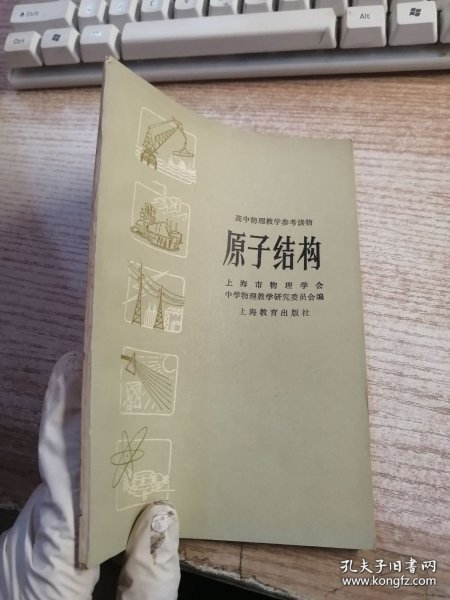 Shift
Ctrl
Alt
Alt
高中物理教学参考读物
原子结构
上海市物理学会
中学物理教学研究委员会编
上海教育出版社
孔夫子旧书网
www.kongfz.com